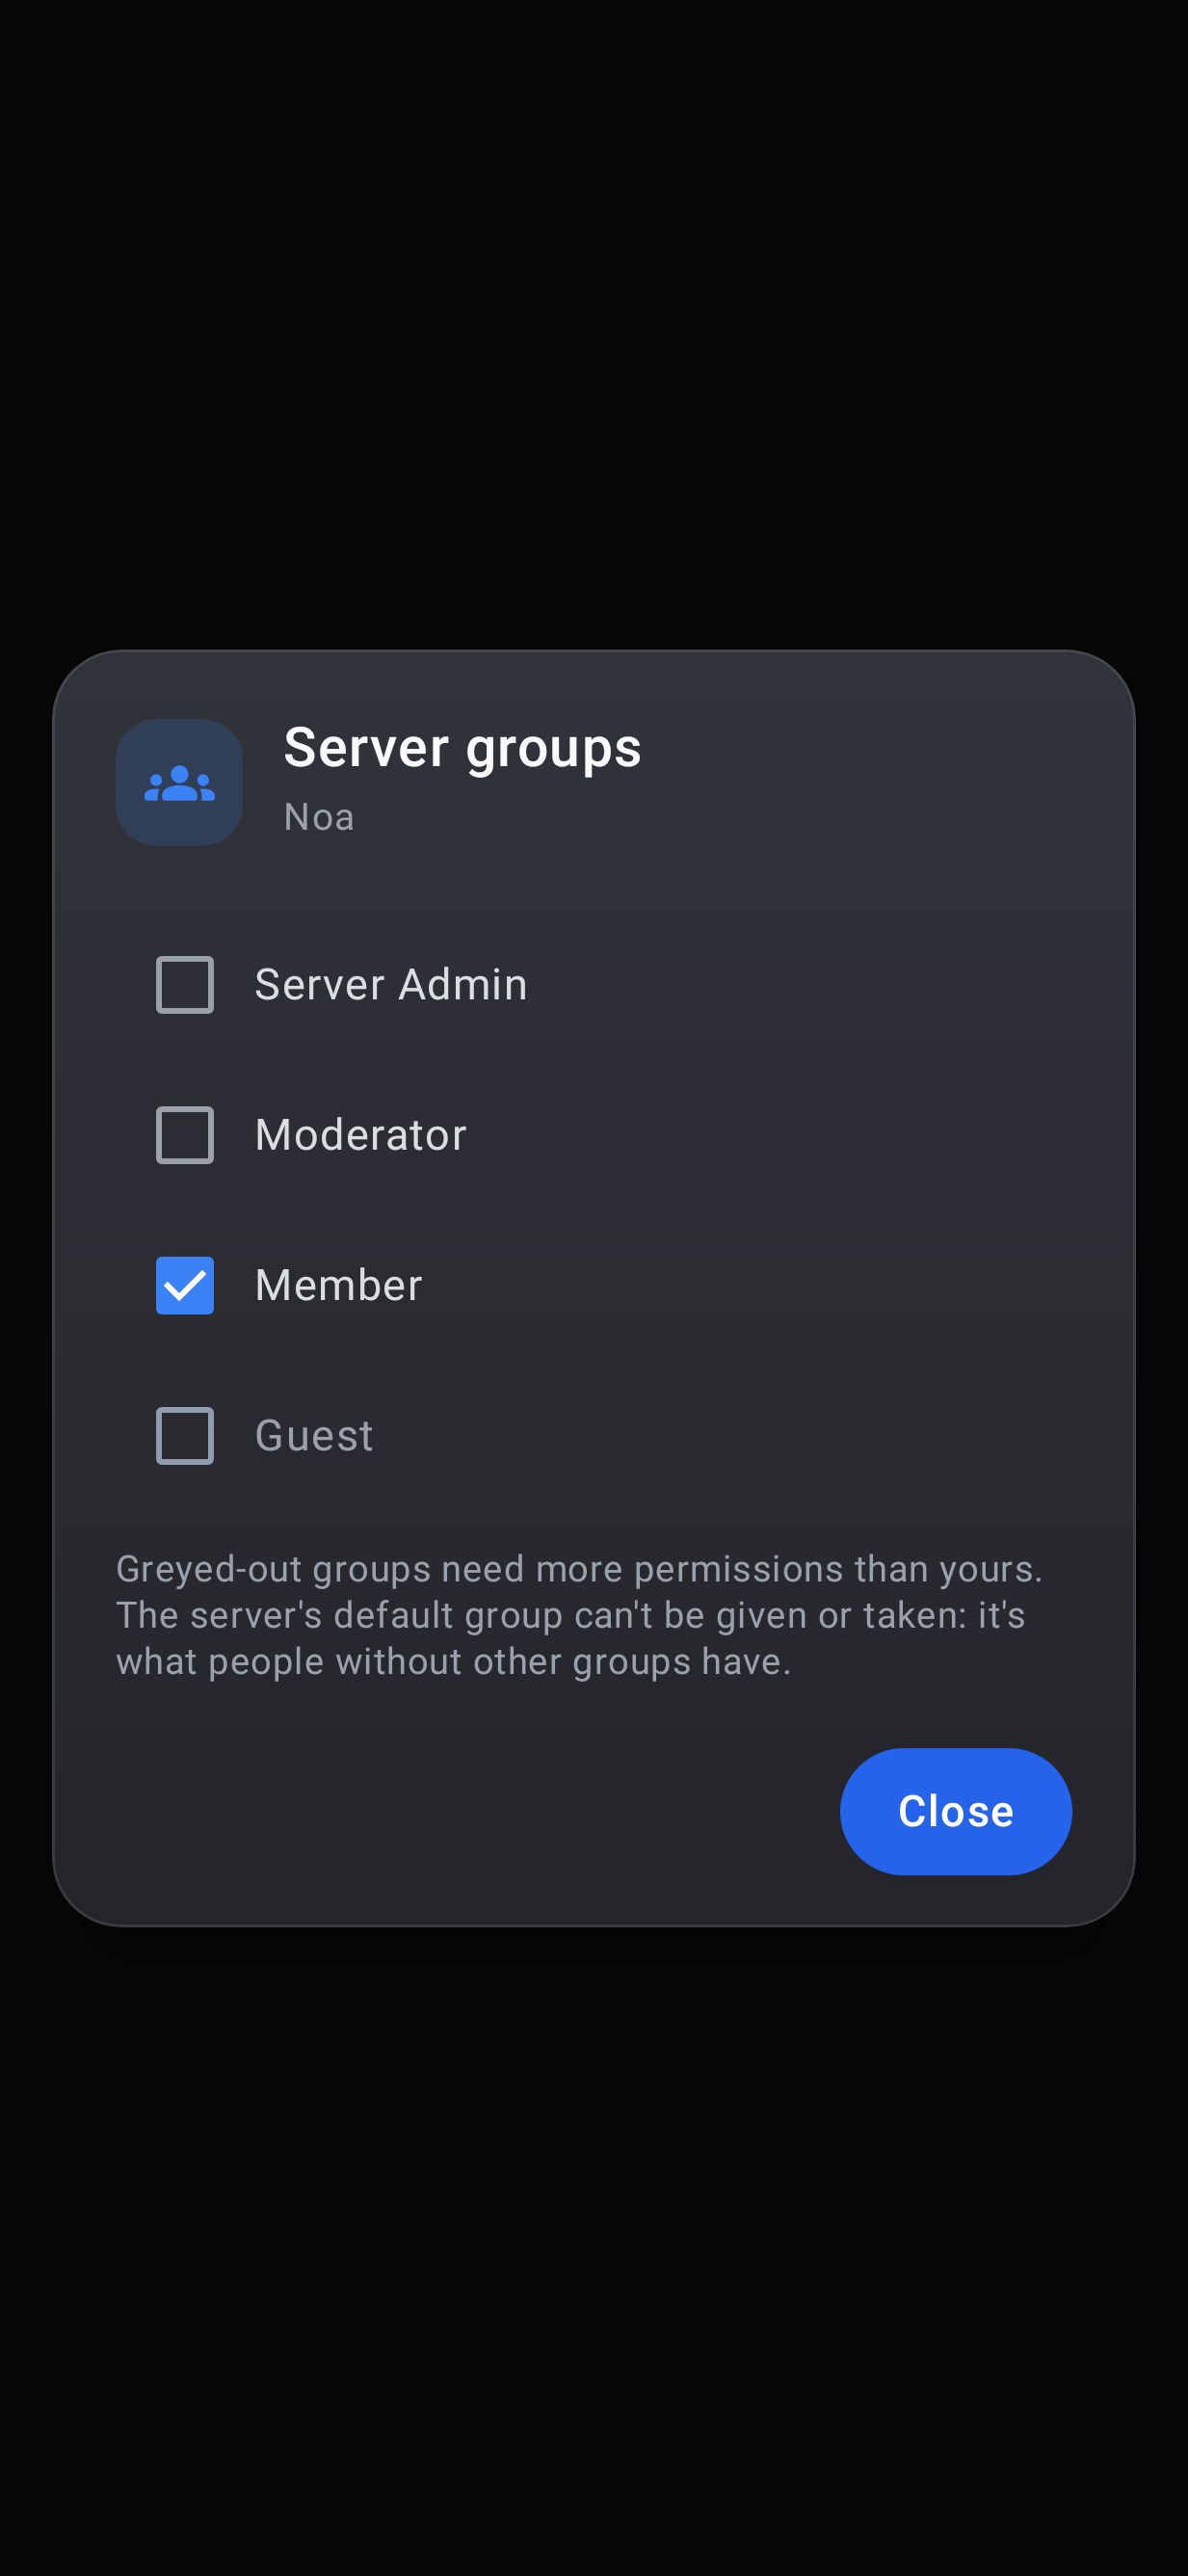 Server groups
Noa
Server Admin
Moderator
Member
Guest
Greyed-out groups need more permissions than yours.
The server's default group can't be given or taken: it's
what people without other groups have.
Close